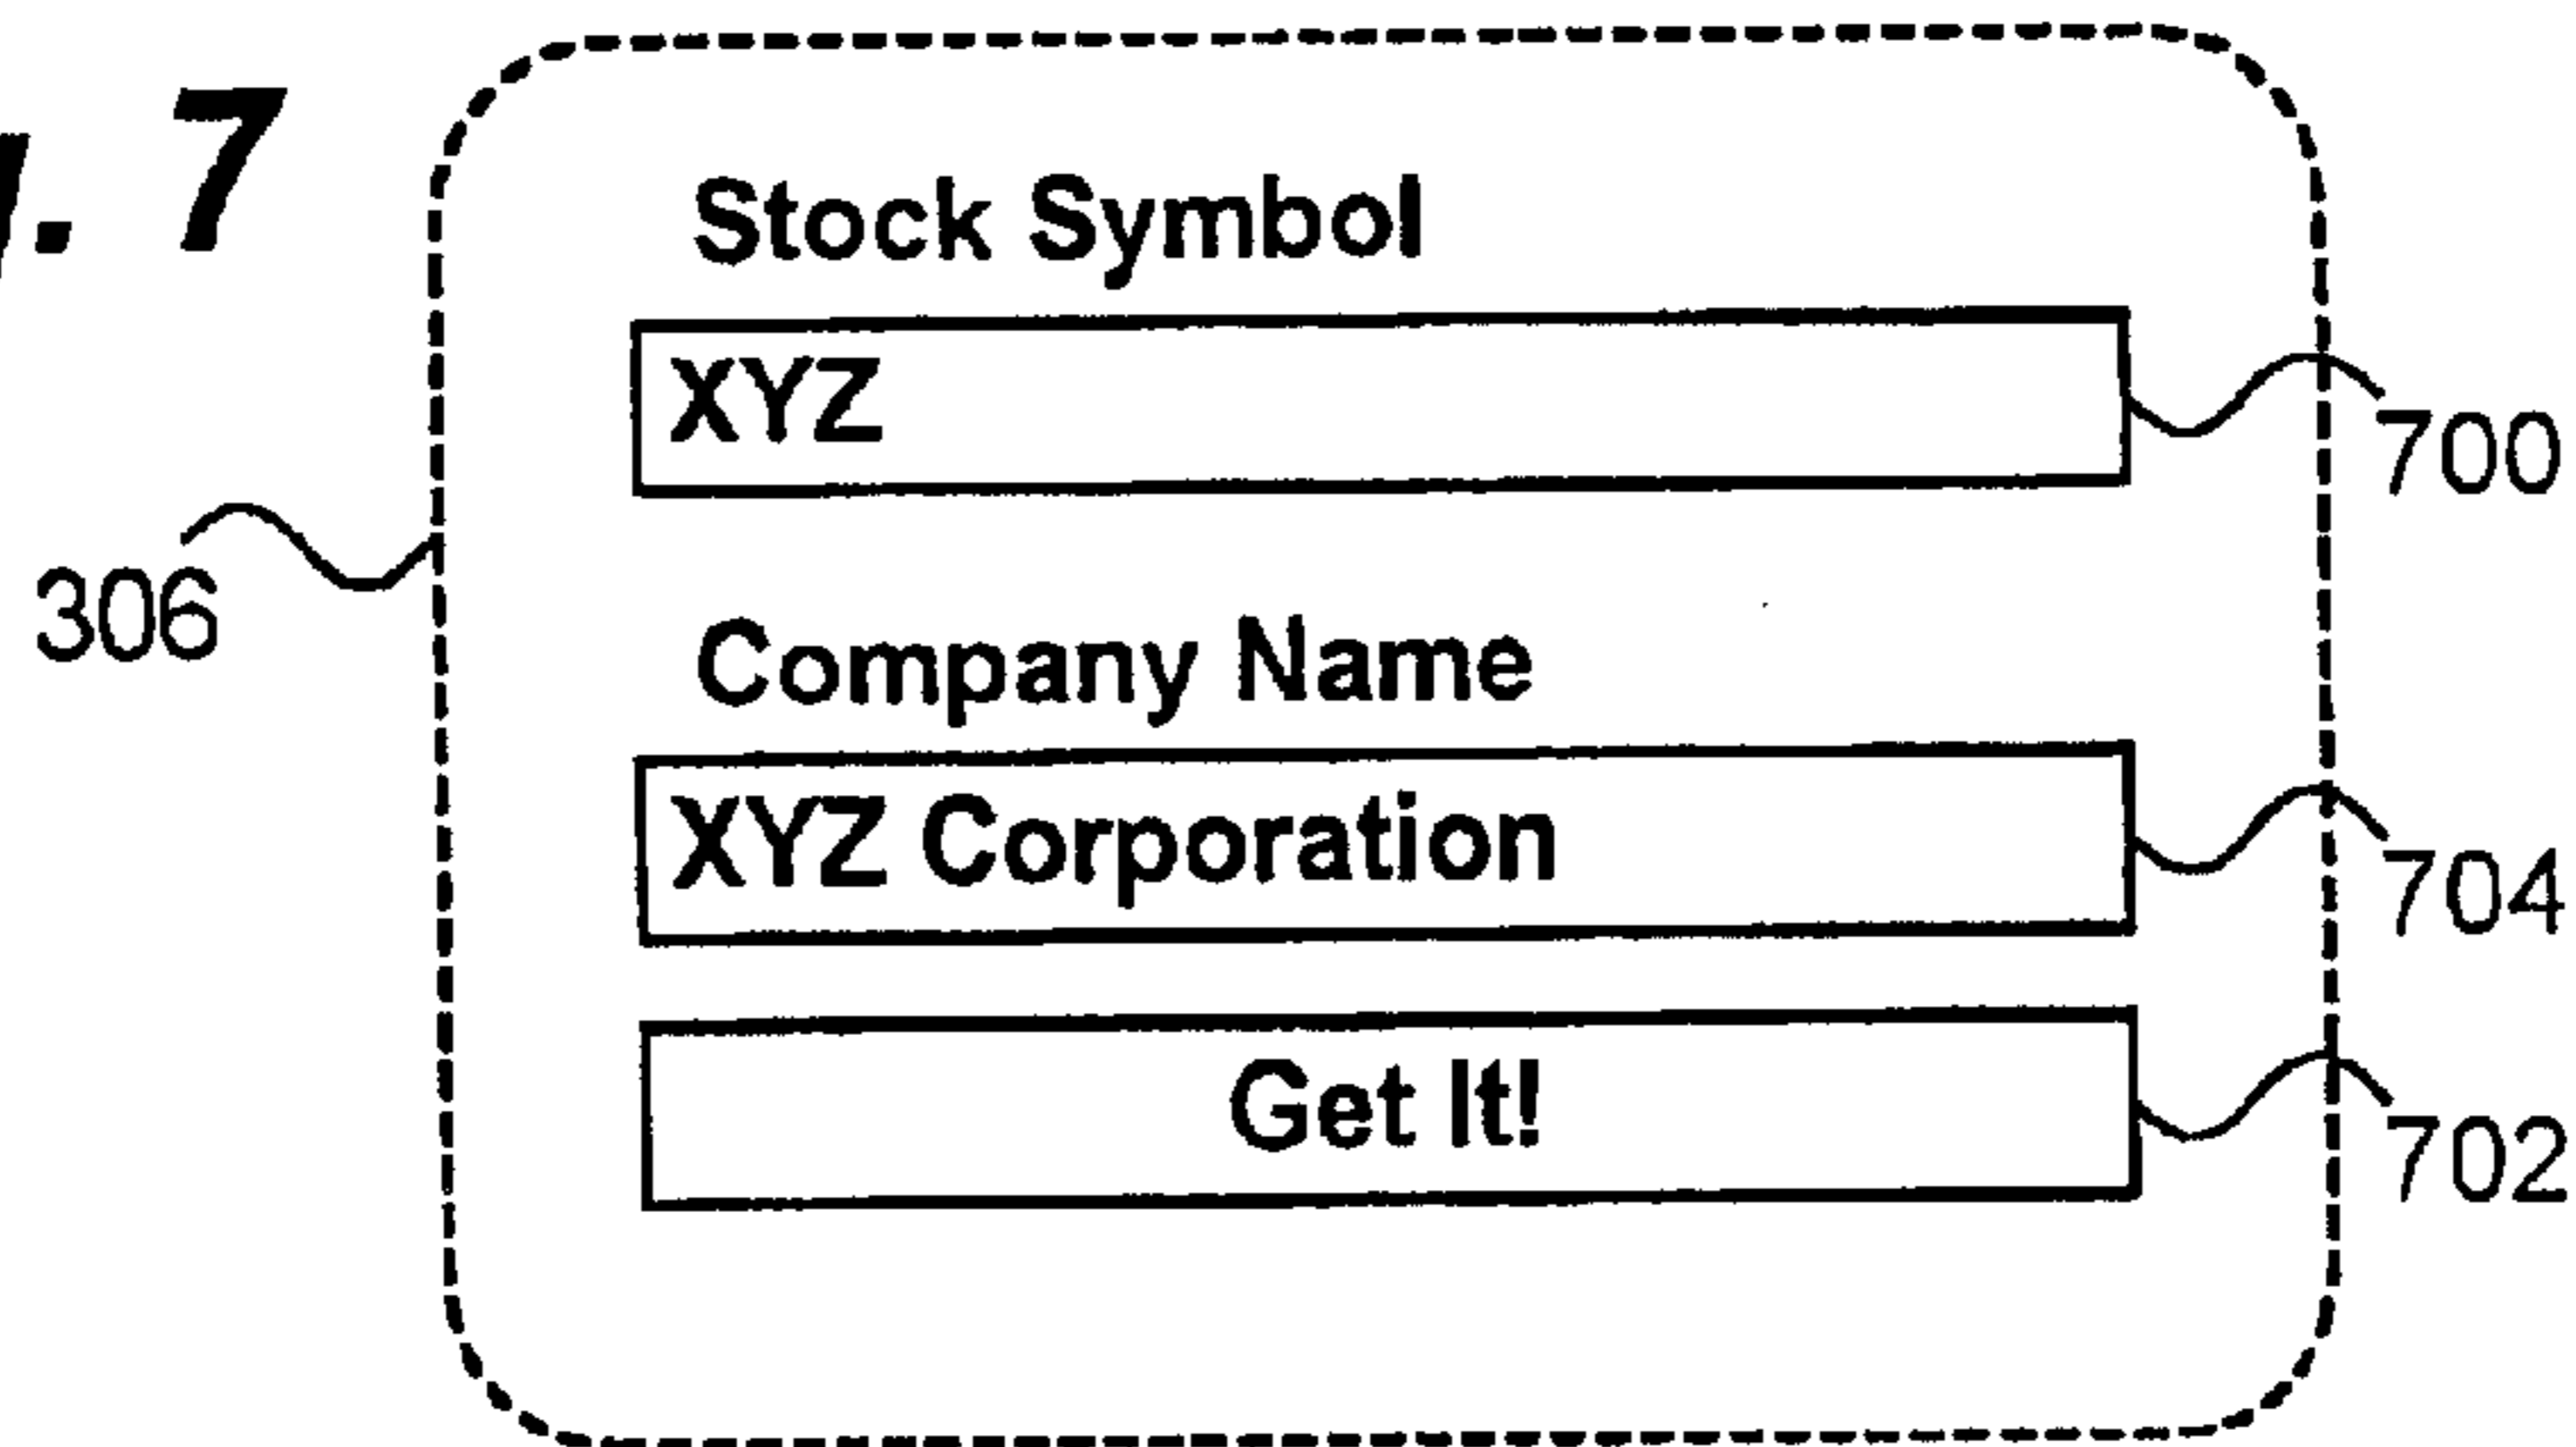 . 7
Stock Symbol
XYZ
700
306
Company Name
XYZ Corporation
704
Get It!
702